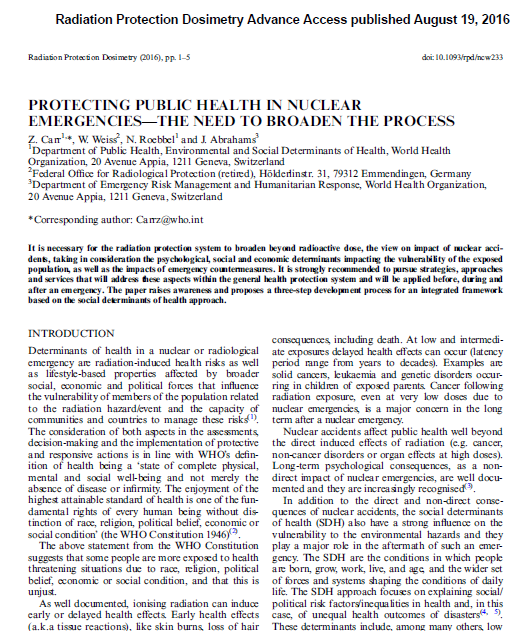 Radiation Protection Dosimetry Advance Access published August 19, 2016
Radiation Protection Dosimetry (2016), pp. 1–5
doi:10.1093/rpd/ncw233
PROTECTING PUBLIC HEALTH IN NUCLEAR
EMERGENCIES—THE NEED TO BROADEN THE PROCESS
Z. Carr1,*, W. Weiss2, N. Roebbel1 and J. Abrahams3
1Department of Public Health, Environmental and Social Determinants of Health, World Health
Organization, 20 Avenue Appia, 1211 Geneva, Switzerland
2Federal Office for Radiological Protection (retired), Hölderlinstr. 31, 79312 Emmendingen, Germany
3Department of Emergency Risk Management and Humanitarian Response, World Health Organization,
20 Avenue Appia, 1211 Geneva, Switzerland
*Corresponding author: Carrz@who.int
It is necessary for the radiation protection system to broaden beyond radioactive dose, the view on impact of nuclear acci-
dents, taking in consideration the psychological, social and economic determinants impacting the vulnerability of the exposed
population, as well as the impacts of emergency countermeasures. It is strongly recommended to pursue strategies, approaches
and services that will address these aspects within the general health protection system and will be applied before, during and
after an emergency. The paper raises awareness and proposes a three-step development process for an integrated framework
based on the social determinants of health approach.
INTRODUCTION
Determinants of health in a nuclear or radiological
emergency are radiation-induced health risks as well
as lifestyle-based properties affected by broader
social, economic and political forces that influence
the vulnerability of members of the population related
to the radiation hazard/event and the capacity of
communities and countries to manage these risks(1).
The consideration of both aspects in the assessments,
decision-making and the implementation of protective
and responsive actions is in line with WHO's defin-
ition of health being a ‘state of complete physical,
mental and social well-being and not merely the
absence of disease or infirmity. The enjoyment of the
highest attainable standard of health is one of the fun-
damental rights of every human being without dis-
tinction of race, religion, political belief, economic or
social condition’ (the WHO Constitution 1946)(2).
The above statement from the WHO Constitution
suggests that some people are more exposed to health
threatening situations due to race, religion, political
belief, economic or social condition, and that this is
unjust.
As well documented, ionising radiation can induce
early or delayed health effects. Early health effects
(a.k.a tissue reactions), like skin burns, loss of hair
consequences, including death. At low and intermedi-
ate exposures delayed health effects can occur (latency
period range from years to decades). Examples are
solid cancers, leukaemia and genetic disorders occur-
ring in children of exposed parents. Cancer following
radiation exposure, even at very low doses due to
nuclear emergencies, is a major concern in the long
term after a nuclear emergency.
Nuclear accidents affect public health well beyond
the direct induced effects of radiation (e.g. cancer,
non-cancer disorders or organ effects at high doses).
Long-term psychological consequences, as a non-
direct impact of nuclear emergencies, are well docu-
mented and they are increasingly recognised(3).
In addition to the direct and non-direct conse-
quences of nuclear accidents, the social determinants
of health (SDH) also have a strong influence on the
vulnerability to the environmental hazards and they
play a major role in the aftermath of such an emer-
gency. The SDH are the conditions in which people
are born, grow, work, live, and age, and the wider set
of forces and systems shaping the conditions of daily
life. The SDH approach focuses on explaining social/
political risk factors/inequalities in health and, in this
case, of unequal health outcomes of disasters(4, 5).
These determinants include, among many others, low